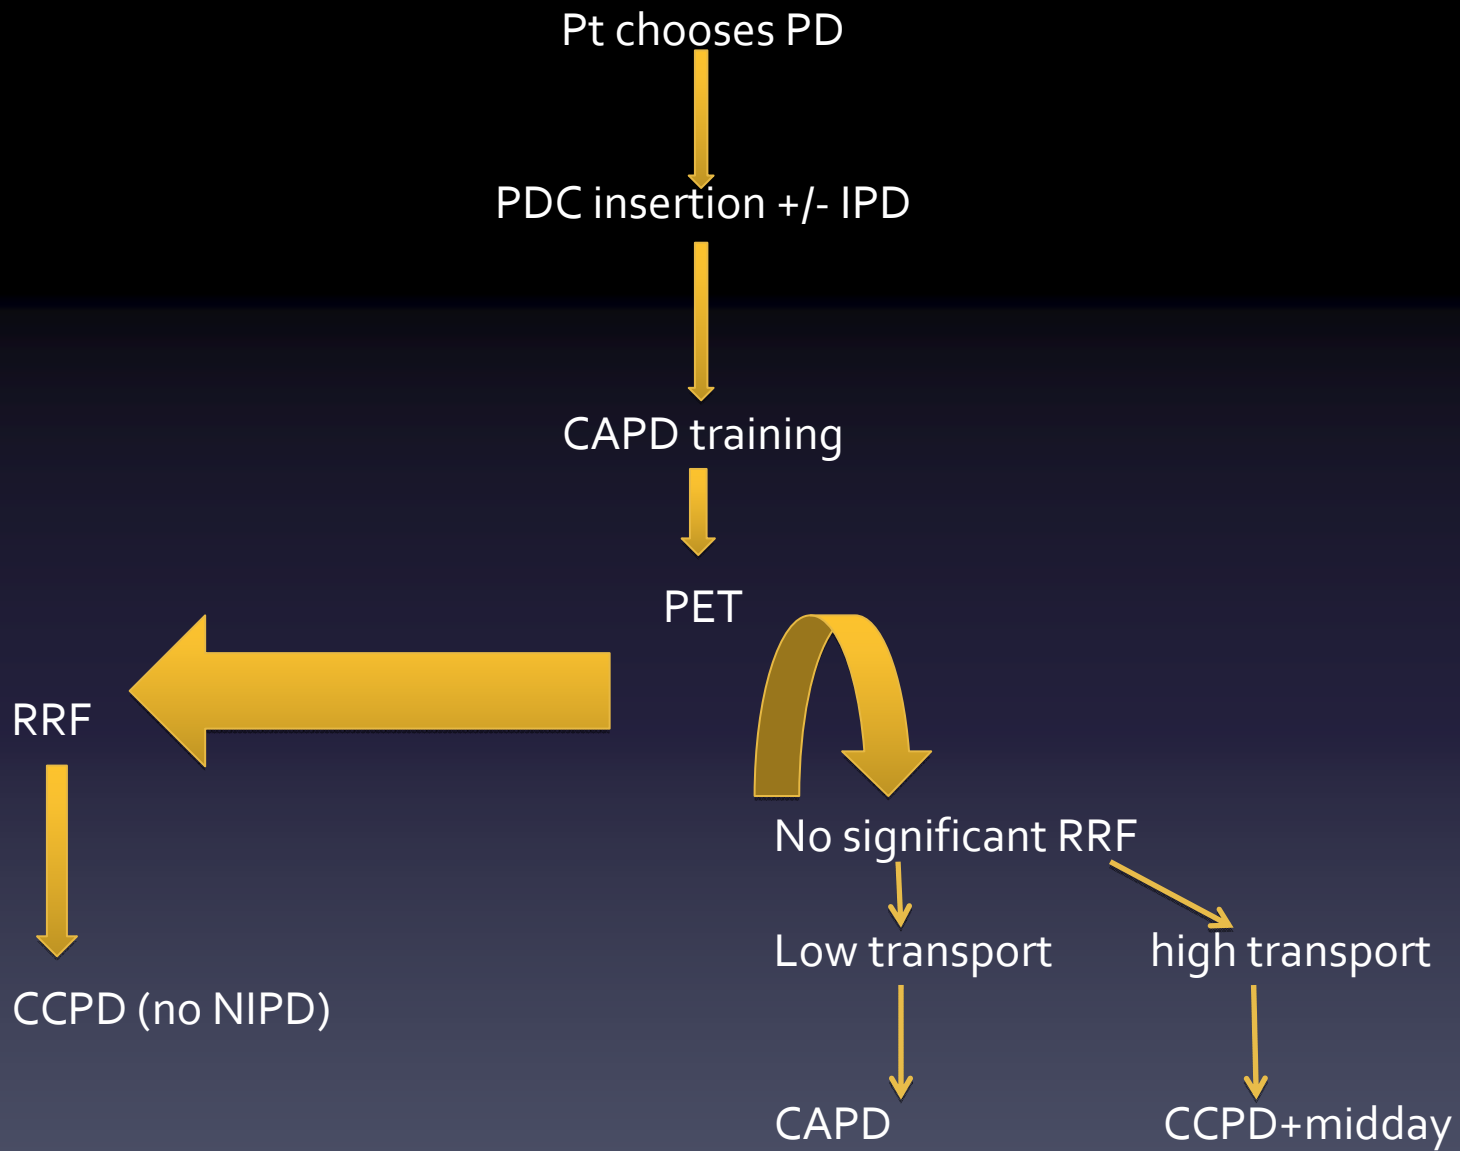 Pt chooses PD
PDC insertion +/- IPD
CAPD training
PET
RRF
No significant RRF
Low transport
high transport
CCPD (no NIPD)
CAPD
CCPD+midday